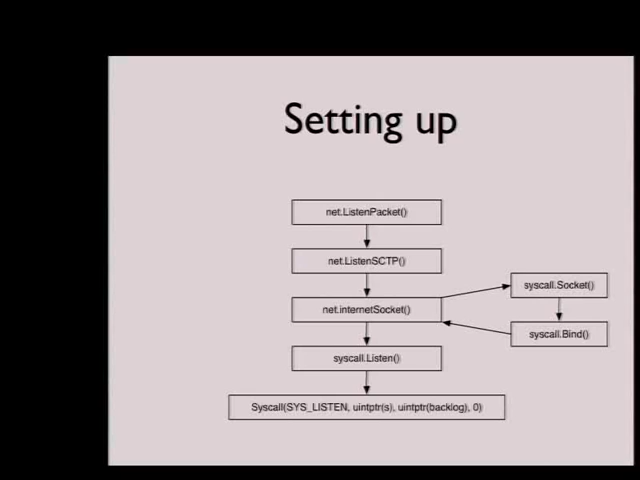 Setting up
net.ListenPacket()
net.ListenSCTP()
syscall.Socket()
net.internetSocket()
syscall.Bind()
syscall.Listen()
Syscall(SYS_LISTEN, uintptr(s), uintptr(backlog), 0)